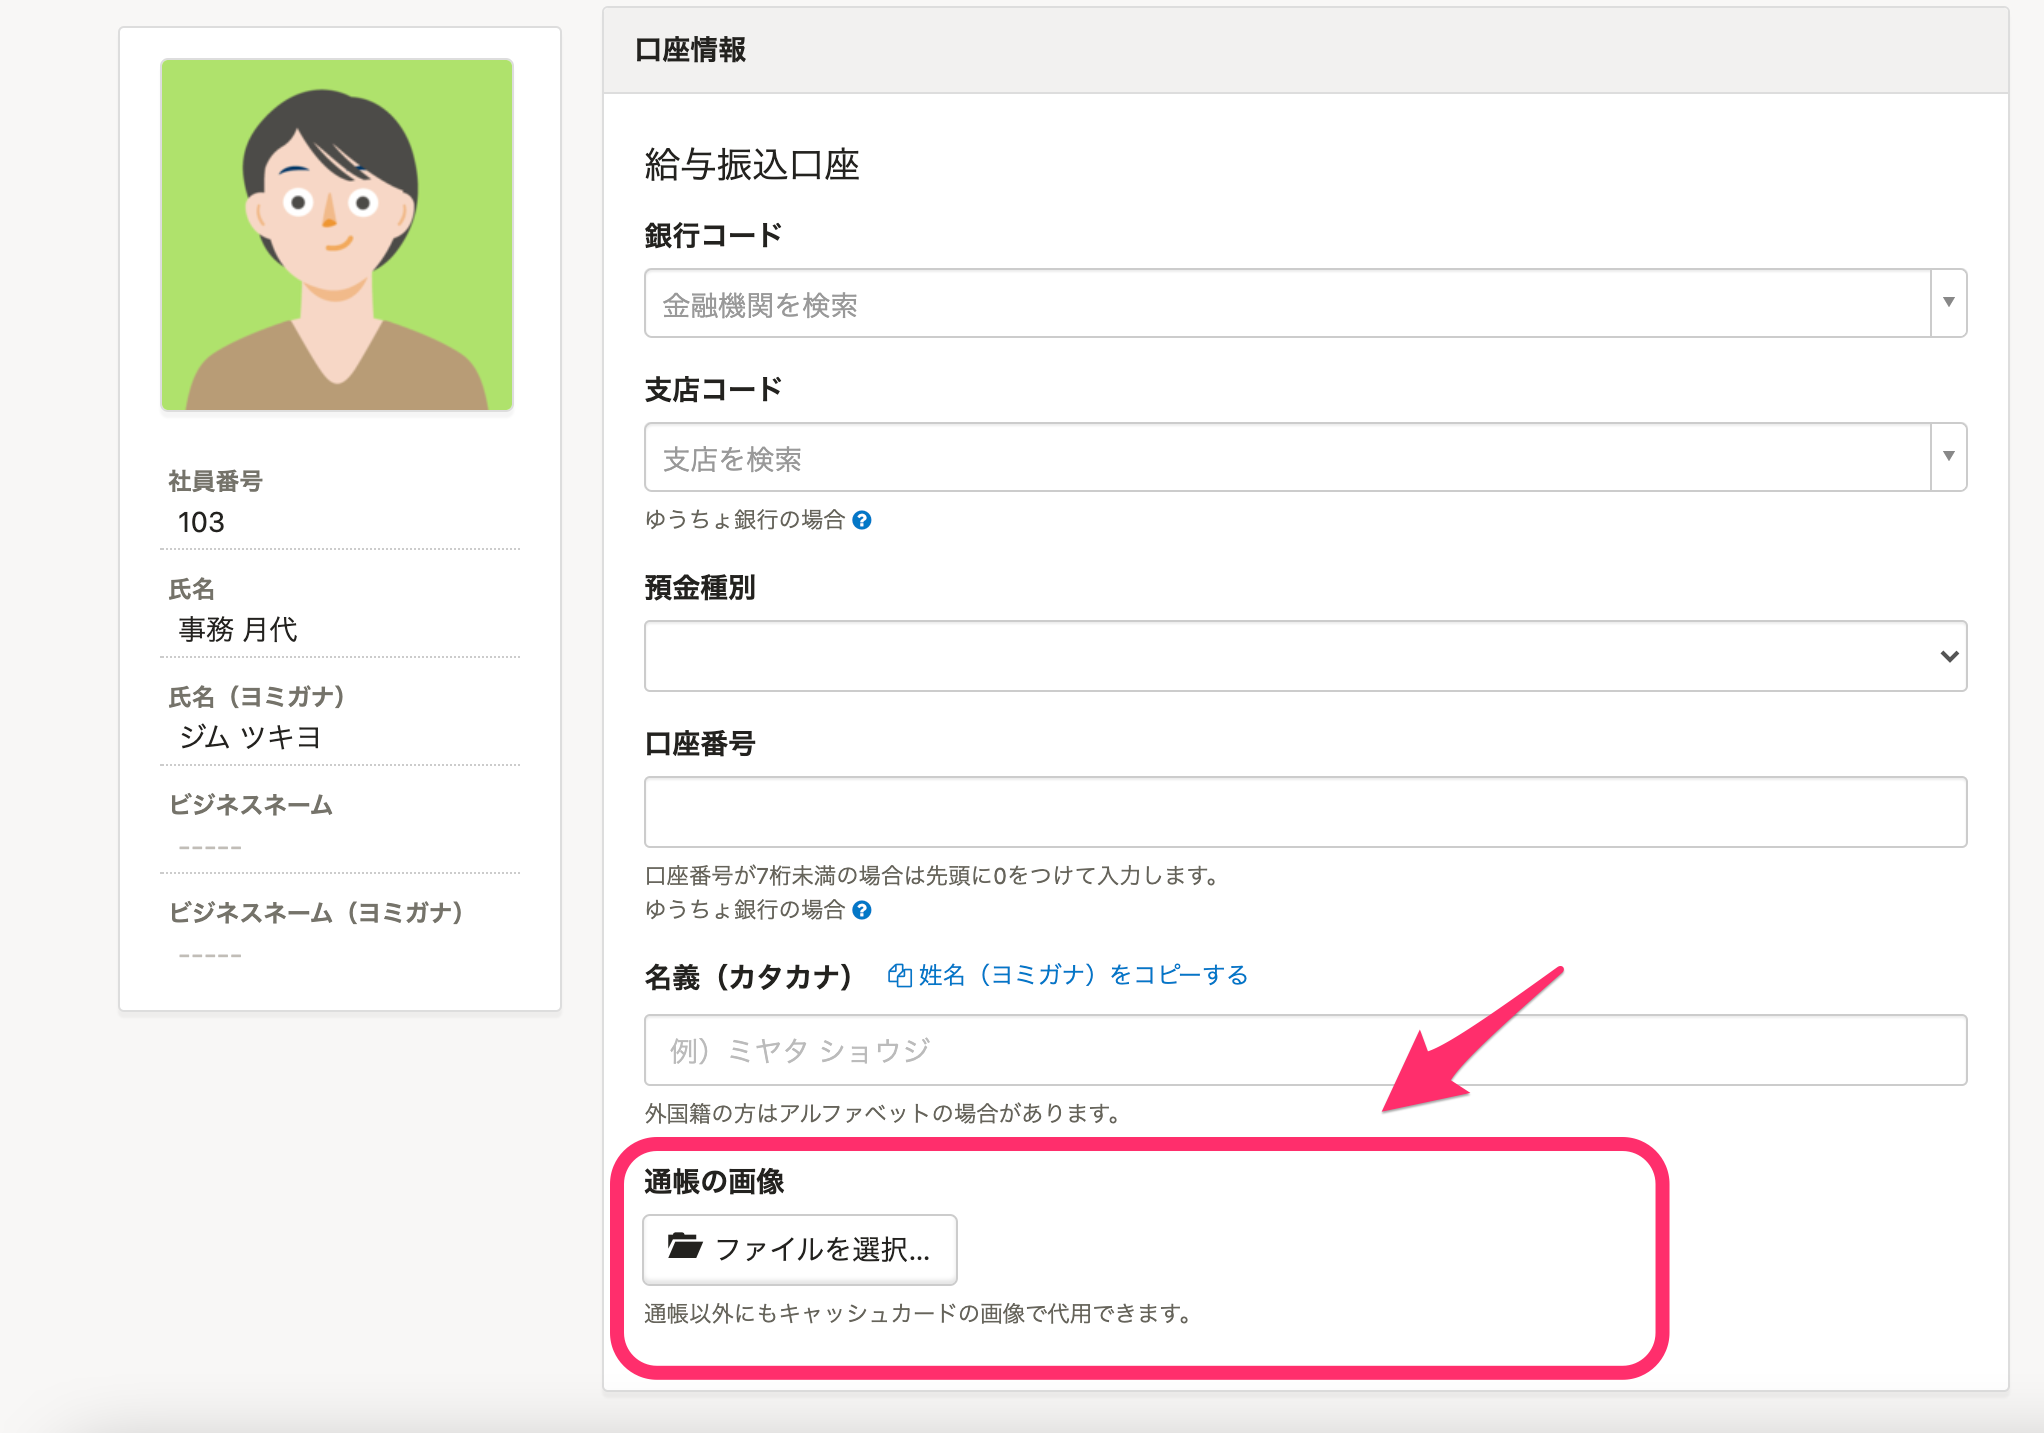 社員番号
103
氏名
事務 月代
氏名（ヨミガナ）
ジム ツキヨ
ビジネスネーム
-----
ビジネスネーム（ヨミガナ）
-----
口座情報
給与振込口座
銀行コード
金融機関を検索
支店コード
支店を検索
ゆうちょ銀行の場合 ?
預金種別
口座番号
口座番号が7桁未満の場合は先頭に0をつけて入力します。
ゆうちょ銀行の場合 ?
名義（カタカナ） 姓名（ヨミガナ）をコピーする
例）ミヤタ ショウジ
外国籍の方はアルファベットの場合があります。
通帳の画像
ファイルを選択...
通帳以外にもキャッシュカードの画像で代用できます。